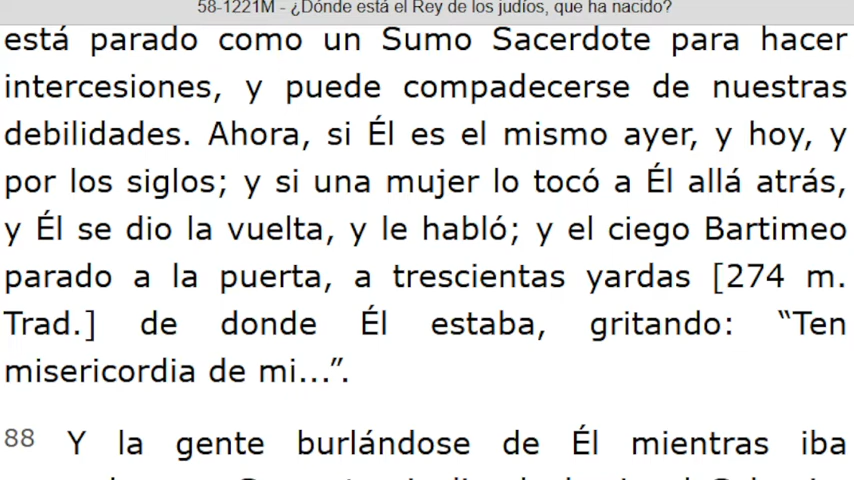 58-1221M - ¿Dónde está el Rey de los judíos, que ha nacido?
está parado como un Sumo Sacerdote para hacer
intercesiones, y puede compadecerse de nuestras
debilidades. Ahora, si Él es el mismo ayer, y hoy, y
por los siglos; y si una mujer lo tocó a Él allá atrás,
y Él se dio la vuelta, y le habló; y el ciego Bartimeo
parado a la puerta, a trescientas yardas [274 m.
Trad.] de donde Él estaba, gritando: “Ten
misericordia de mi...”.
88 Y la gente burlándose de Él mientras iba